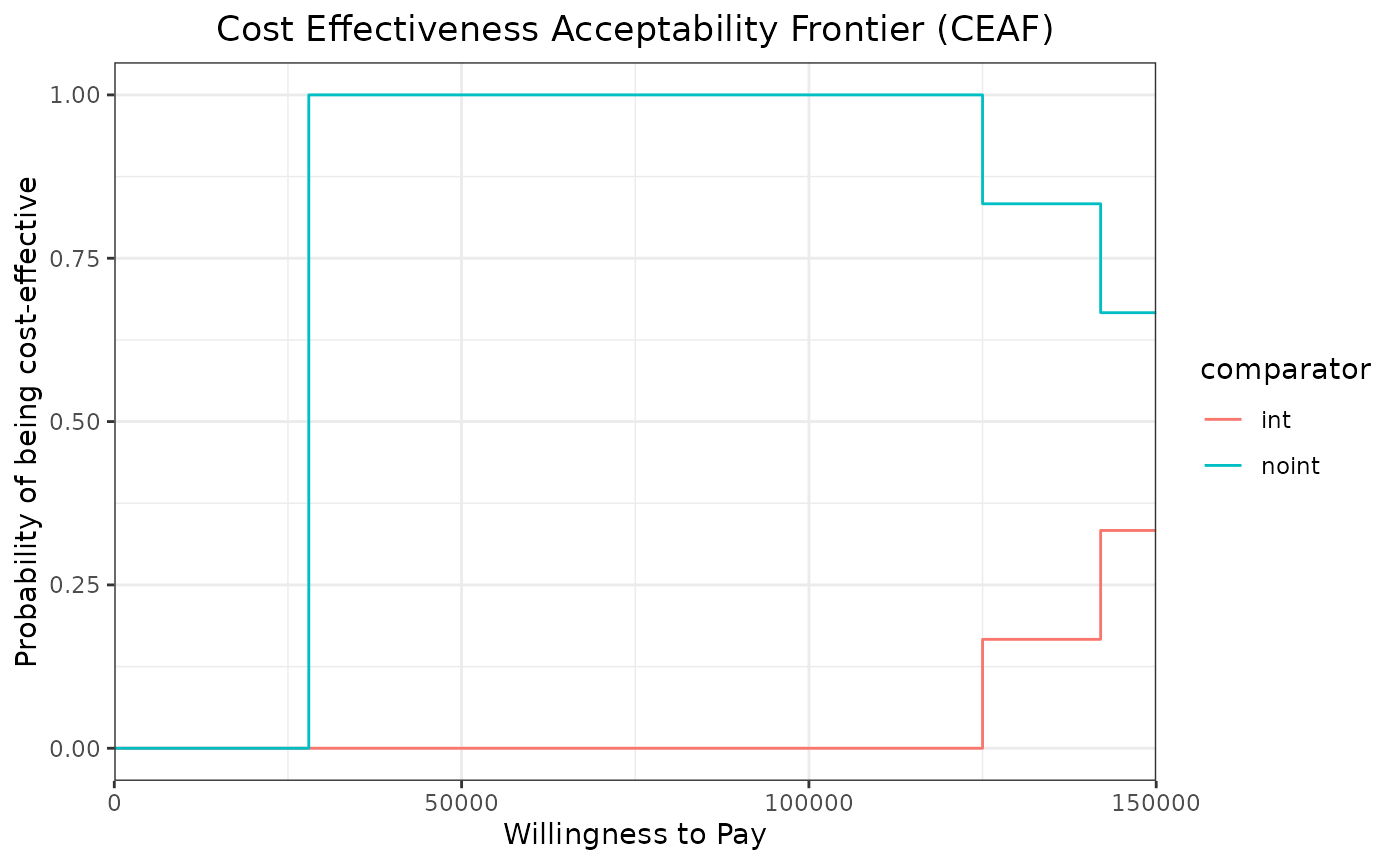 Cost Effectiveness Acceptability Frontier (CEAF)
Probability of being cost-effective
1.00
0.75
0.50
0.25
0.00
0
50000
100000
150000
Willingness to Pay
comparator
int
noint